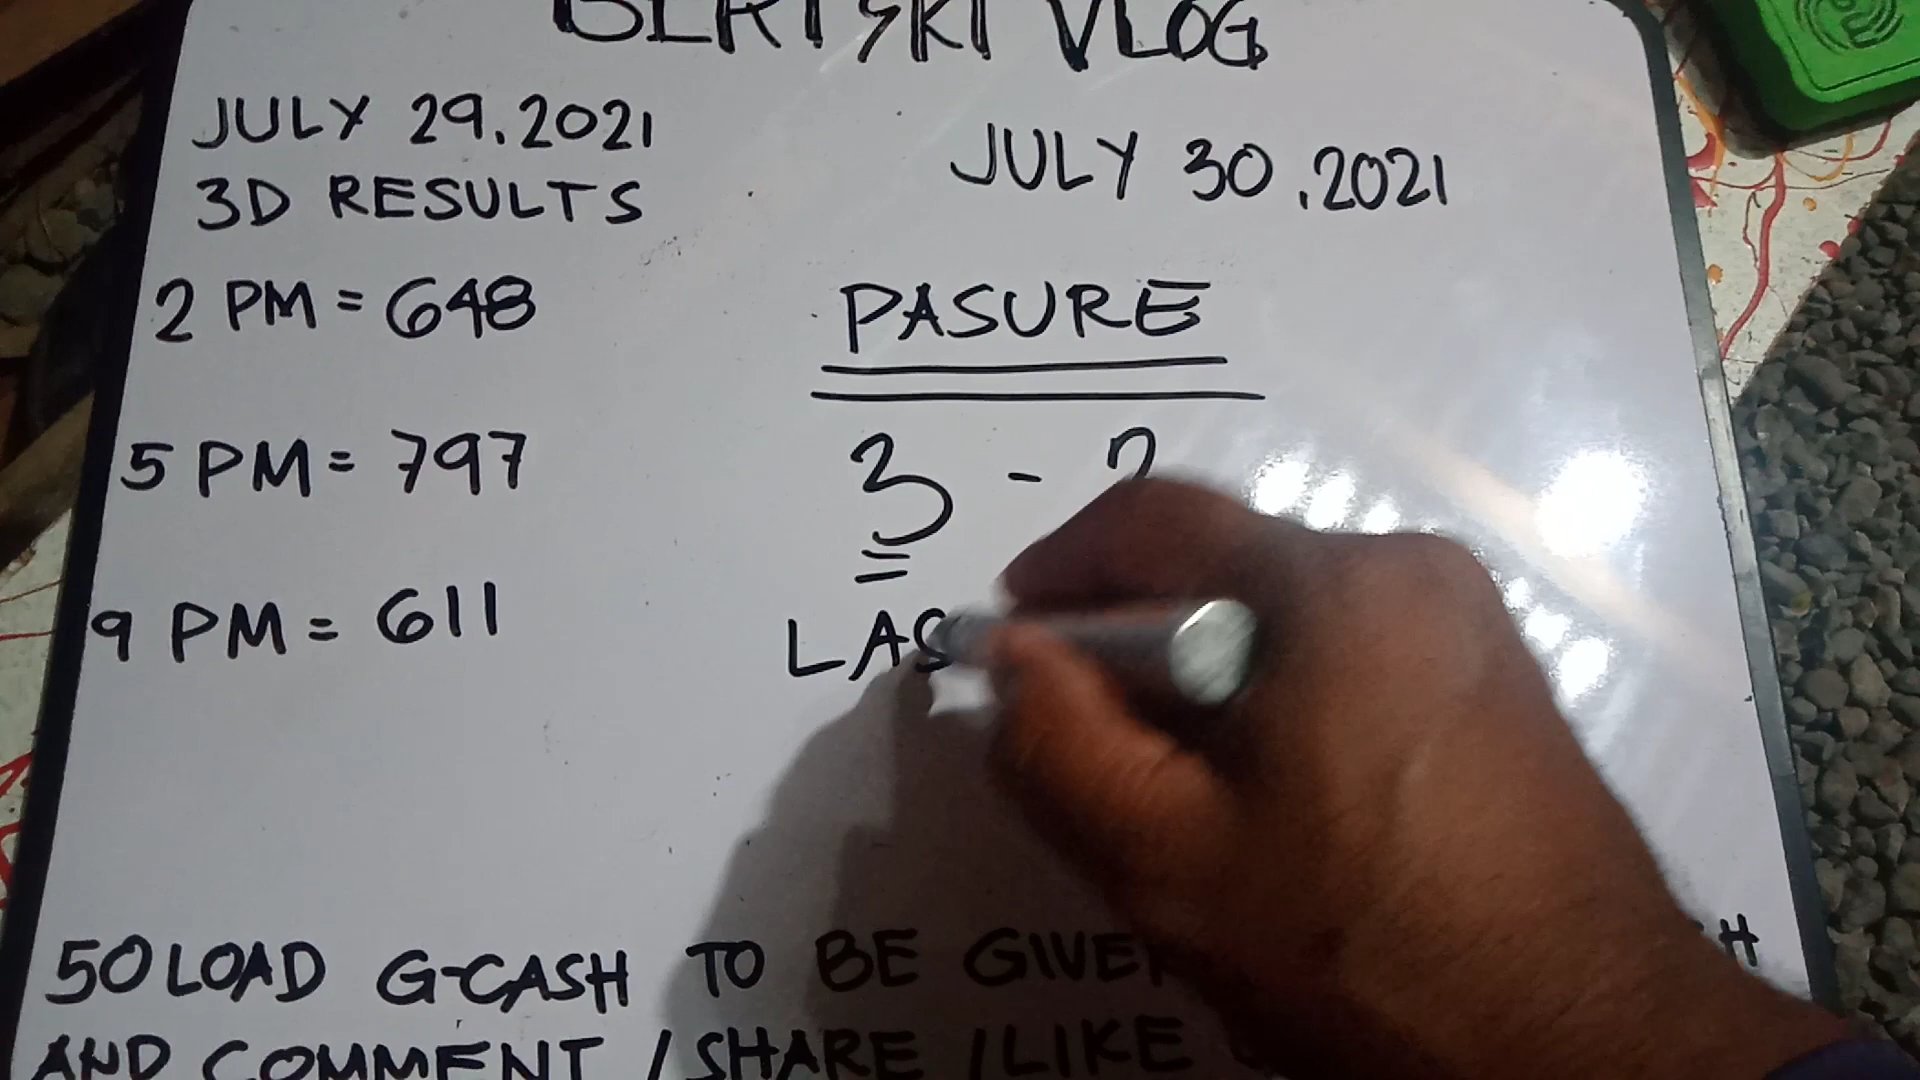 VLOG
JULY 29.2021
3D RESULTS
2 PM = 648
5 PM = 797
9 PM = 611
JULY 30.2021
PASURE
3 -
50 LOAD G-CASH TO BE
AND COMMENT / SHARE / LIKE